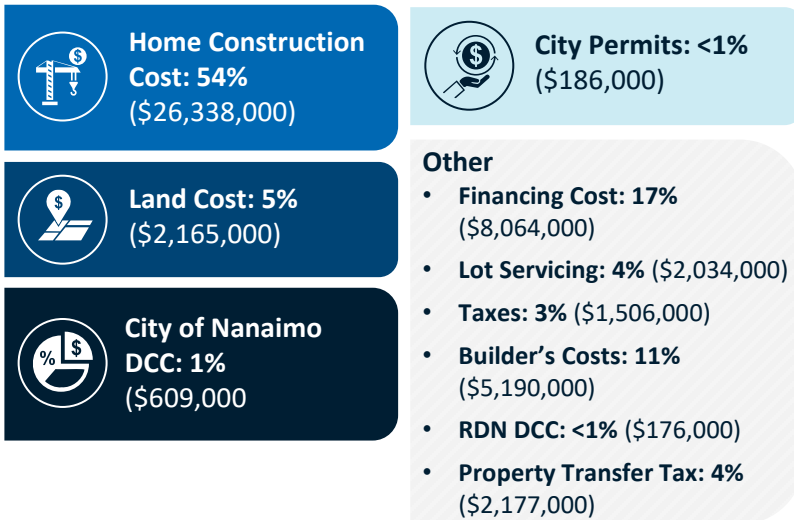 Home Construction
Cost: 54%
($26,338,000)
Land Cost: 5%
($2,165,000)
City of Nanaimo
DCC: 1%
($609,000
City Permits: <1%
($186,000)
Other
• Financing Cost: 17%
($8,064,000)
• Lot Servicing: 4% ($2,034,000)
• Taxes: 3% ($1,506,000)
• Builder’s Costs: 11%
($5,190,000)
• RDN DCC: <1% ($176,000)
• Property Transfer Tax: 4%
($2,177,000)